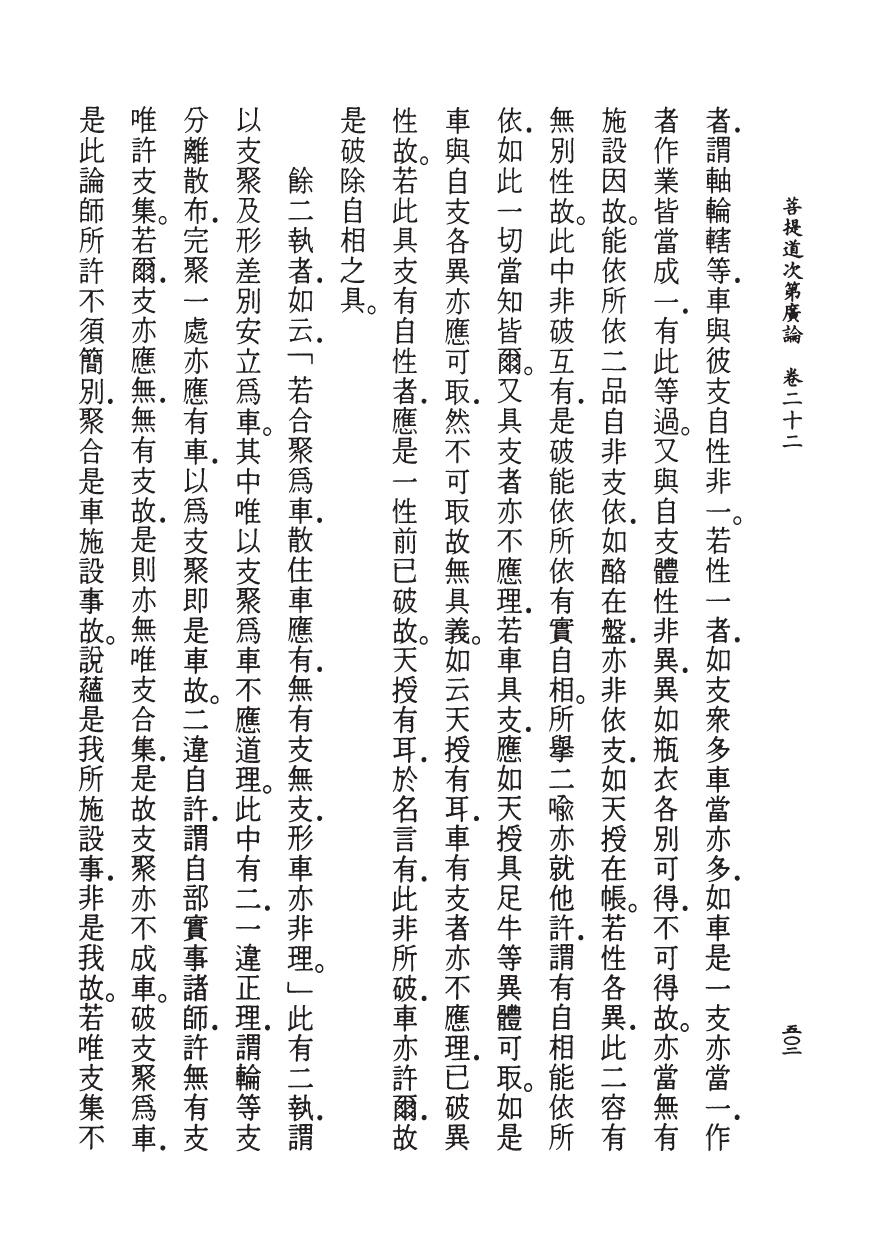 菩提道次第廣論　卷二十二
五〇三
者．謂軸輪轄等．車與彼支自性非一。若性一者．如支眾多車當亦多．如車是一支亦當一．作
者作業皆當成一．有此等過。又與自支體性非異．異如瓶衣各別可得．不可得故。亦當無有
施設因故。能依所依二品自非支依．如酪在盤．亦非依支．如天授在帳。若性各異．此二容有
無別性故。此中非破互有．是破能依所依有實自相。所舉二喻亦就他許．謂有自相能依所
依．如此一切當知皆爾。又具支者亦不應理．若車具支．應如天授具足牛等異體可取。如是
車與自支各異亦應可取．然不可取故無具義。如云天授有耳．車有支者亦不應理．已破異
性故。若此具支有自性者．應是一性前已破故。天授有耳．於名言有．此非所破．車亦許爾．故
是破除自相之具。
餘二執者．如云．「若合聚爲車．散住車應有．無有支無支．形車亦非理。」此有二執．謂
以支聚及形差別安立爲車。其中唯以支聚爲車不應道理。此中有二．一違正理．謂輪等支
分離散布．完聚一處亦應有車．以爲支聚即是車故。二違自許．謂自部實事諸師．許無有支
唯許支集。若爾．支亦應無．無有支故．是則亦無唯支合集．是故支聚亦不成車。破支聚爲車．
是此論師所許不須簡別．聚合是車施設事故。說蘊是我所施設事．非是我故。若唯支集不